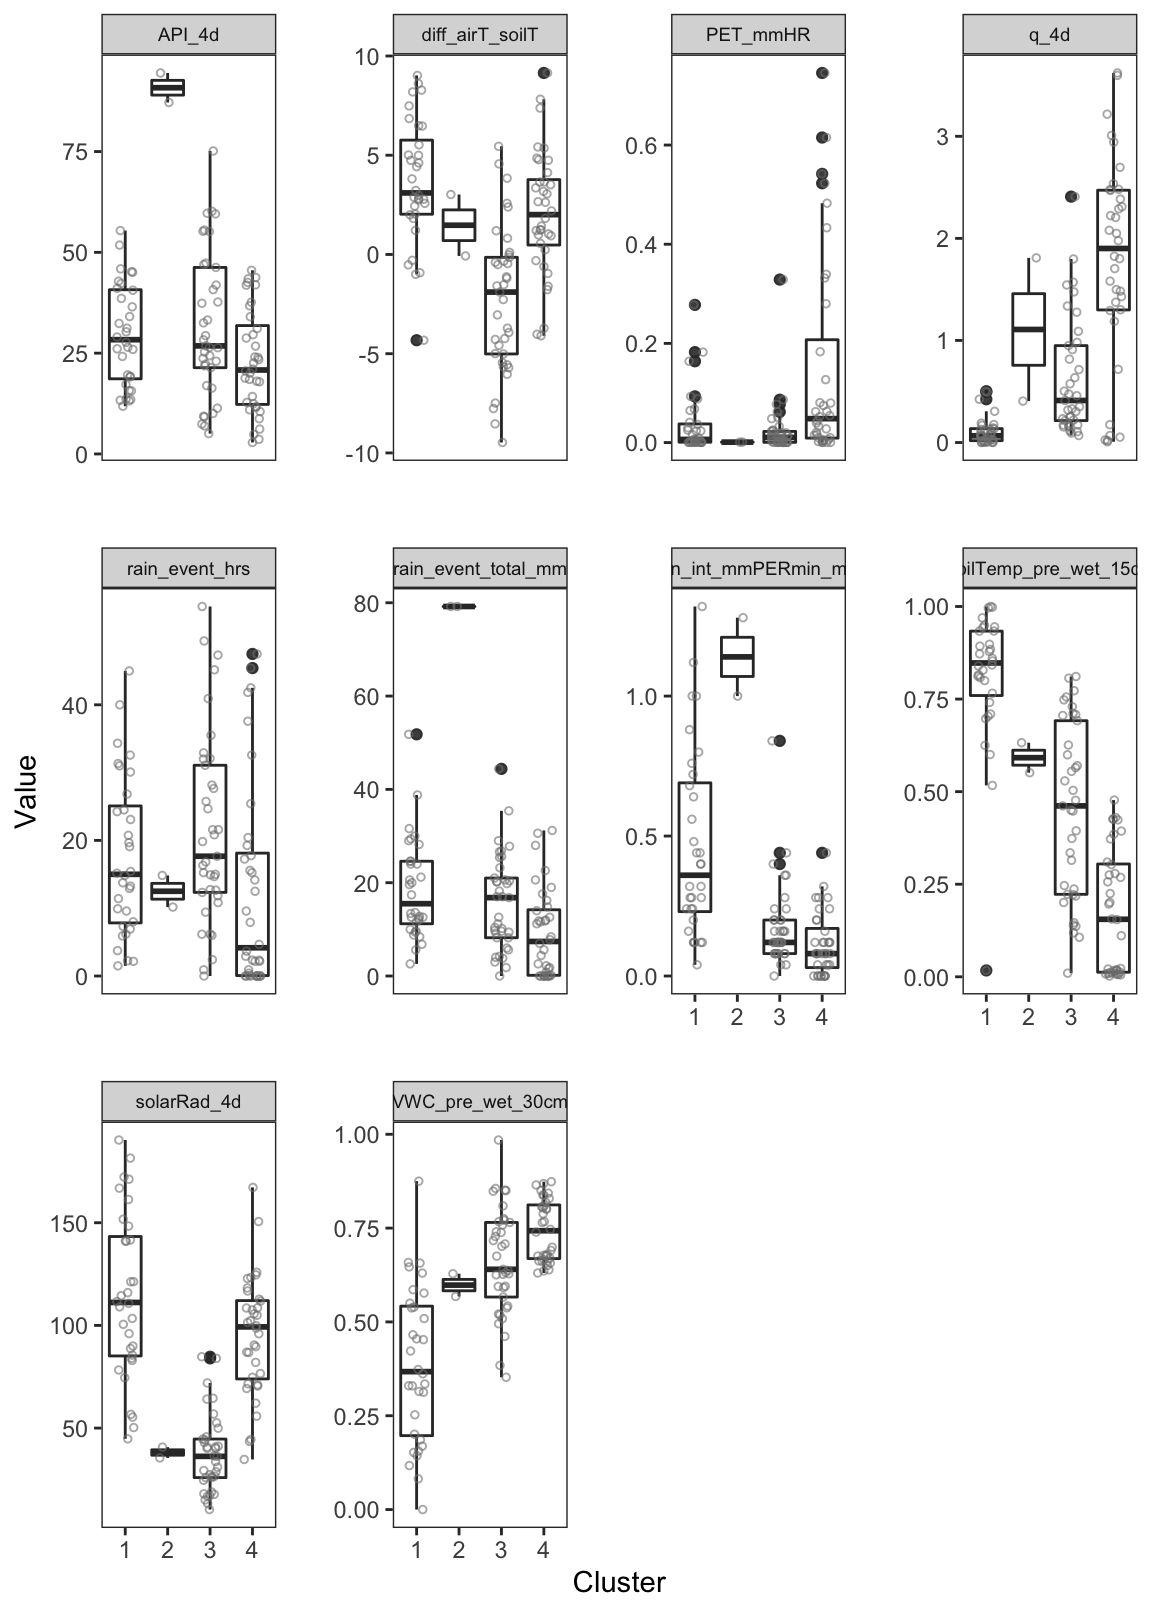 API_4d
diff_airT_soilT
PET_mmHR
q_4d
75
50
25
0
10
5
0
-5
-10
0.6
0.4
0.2
0.0
3
2
1
0
rain_event_hrs
rain_event_total_mm
n_int_mmPERmin_m
oilTemp_pre_wet_15c
40
20
0
80
60
40
20
0
1.0
0.5
0.0
1.00
0.75
0.50
0.25
0.00
1 2 3 4
1 2 3 4
Value
solarRad_4d
VWC_pre_wet_30cm
150
100
50
1.00
0.75
0.50
0.25
0.00
1 2 3 4
1 2 3 4
Cluster